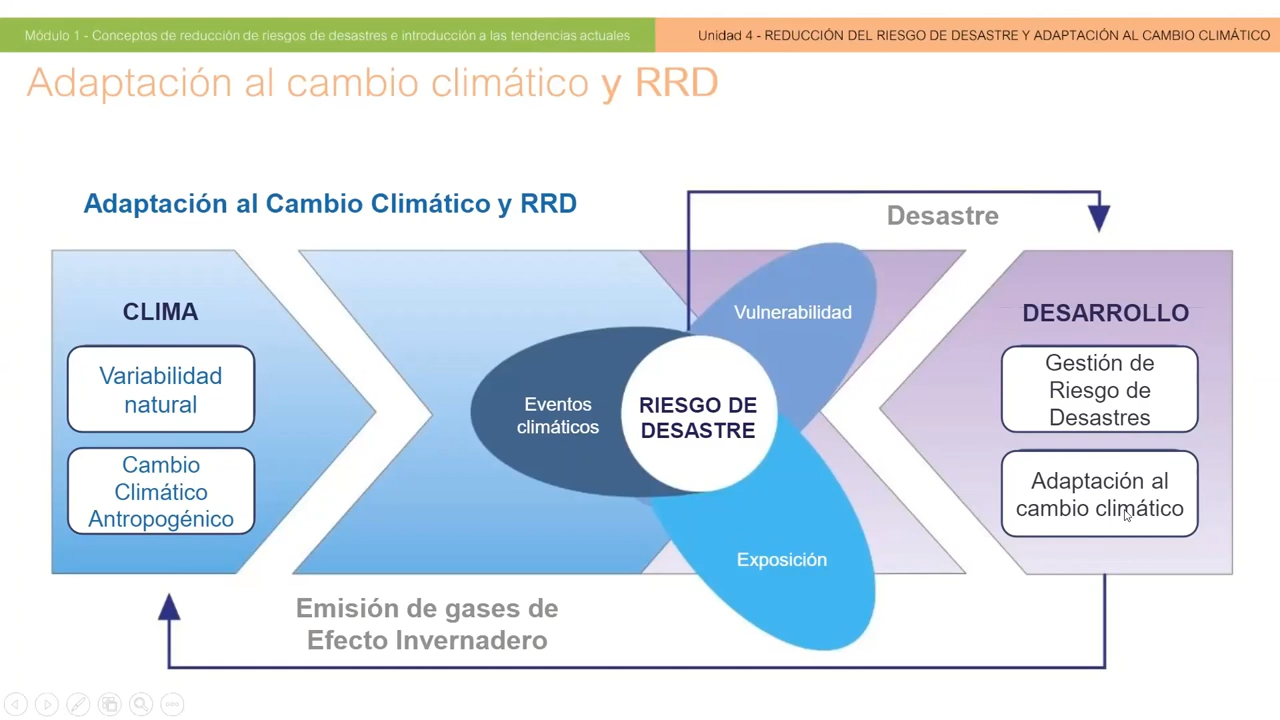 Módulo 1 - Conceptos de reducción de riesgos de desastres e introducción a las tendencias actuales
Unidad 4 - REDUCCIÓN DEL RIESGO DE DESASTRE Y ADAPTACIÓN AL CAMBIO CLIMÁTICO
Adaptación al cambio climático y RRD
Adaptación al Cambio Climático y RRD
Desastre
CLIMA
Variabilidad
natural
Cambio
Climático
Antropogénico
Eventos
climáticos
RIESGO DE
DESASTRE
Vulnerabilidad
Exposición
DESARROLLO
Gestión de
Riesgo de
Desastres
Adaptación al
cambio climático
Emisión de gases de
Efecto Invernadero